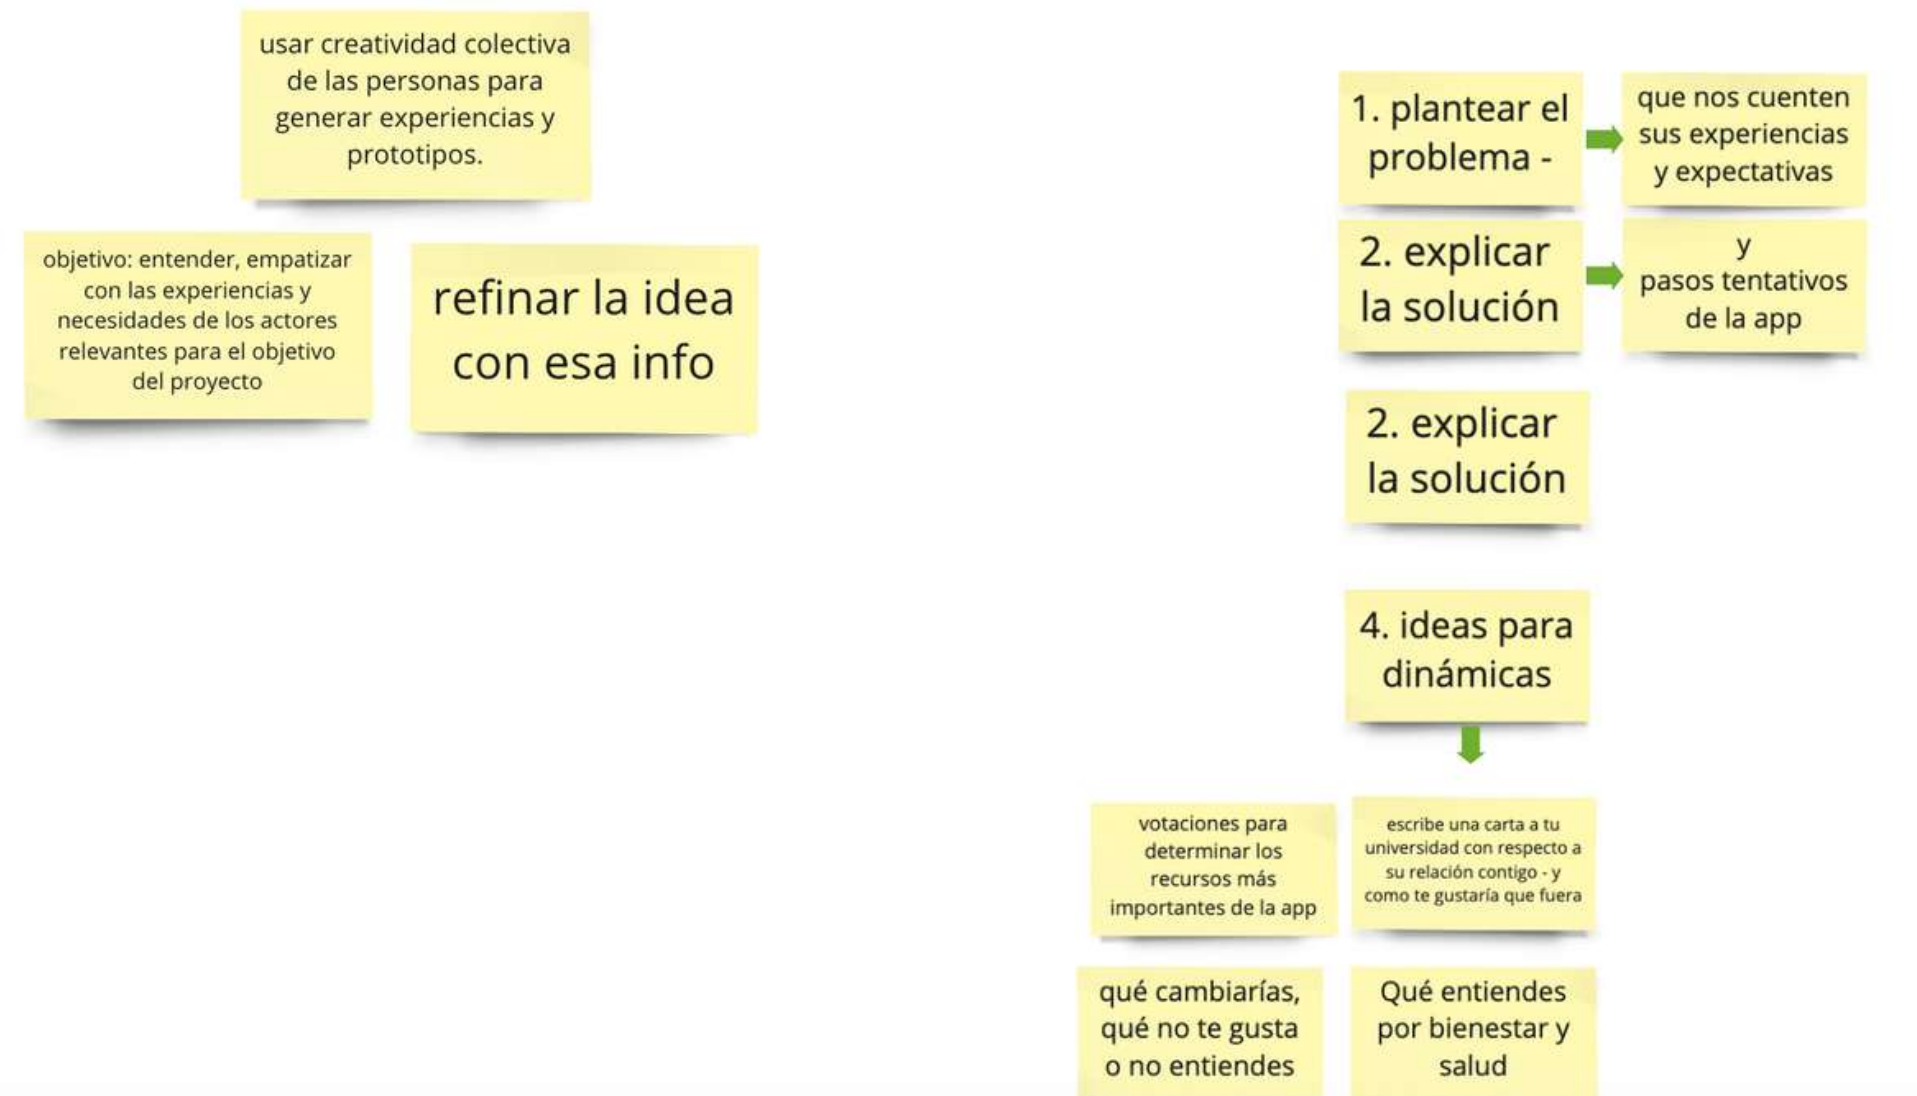 usar creatividad colectiva
de las personas para
generar experiencias y
prototipos.
objetivo: entender, empatizar
con las experiencias y
necesidades de los actores
relevantes para el objetivo
del proyecto
refinar la idea
con esa info
1. plantear el
problema -
que nos cuenten
sus experiencias
y expectativas
2. explicar
la solución
y
pasos tentativos
de la app
2. explicar
la solución
4. ideas para
dinámicas
votaciones para
determinar los
recursos más
importantes de la app
escribe una carta a tu
universidad con respecto a
su relación contigo - y
como te gustaría que fuera
qué cambiarías,
qué no te gusta
o no entiendes
Qué entiendes
por bienestar y
salud